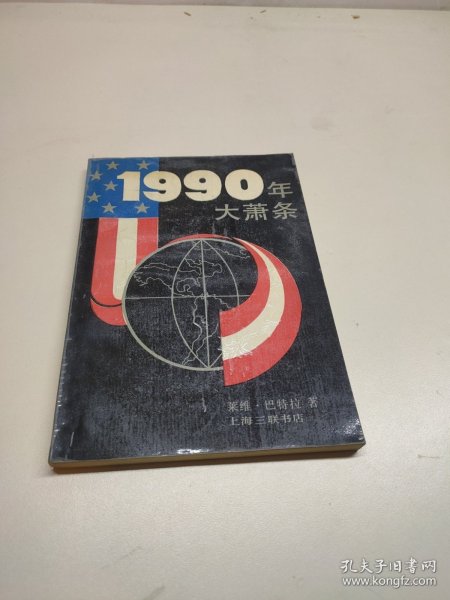 1990年
大萧条
莱维·巴特拉 著
上海三联书店
孔夫子旧书网
www.kongfz.com